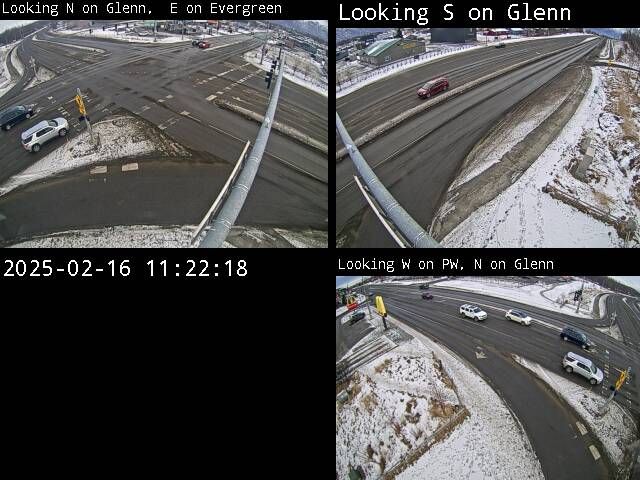 Looking N on Glenn,  E on Evergreen
Looking S on Glenn
2025-02-16 11:22:18
Looking W on PW, N on Glenn